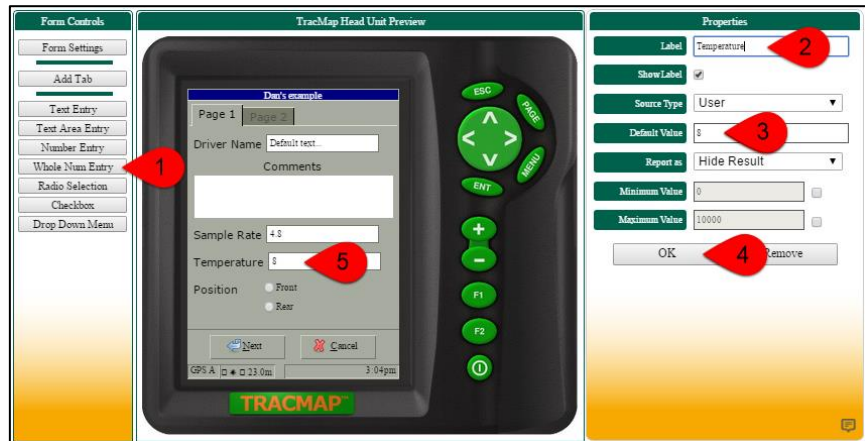 Form Controls
Form Settings
Add Tab
Text Entry
Text Area Entry
Number Entry
Whole Num Entry
Radio Selection
Checkbox
Drop Down Menu
1
TracMap Head Unit Preview
Dan's example
Page 1 Page 2
Driver Name Default text...
Comments
Sample Rate 4.8
Temperature 8
5
Position Front
Rear
Next Cancel
GPS A 23.0m 3:04pm
TRACMAP
ESC
PAGE
MENU
ENT
+
-
F1
F2
Properties
Label Temperature
2
Show Label
Source Type User
Default Value 8
3
Report as Hide Result
Minimum Value 0
Maximum Value 10000
OK 4 Remove